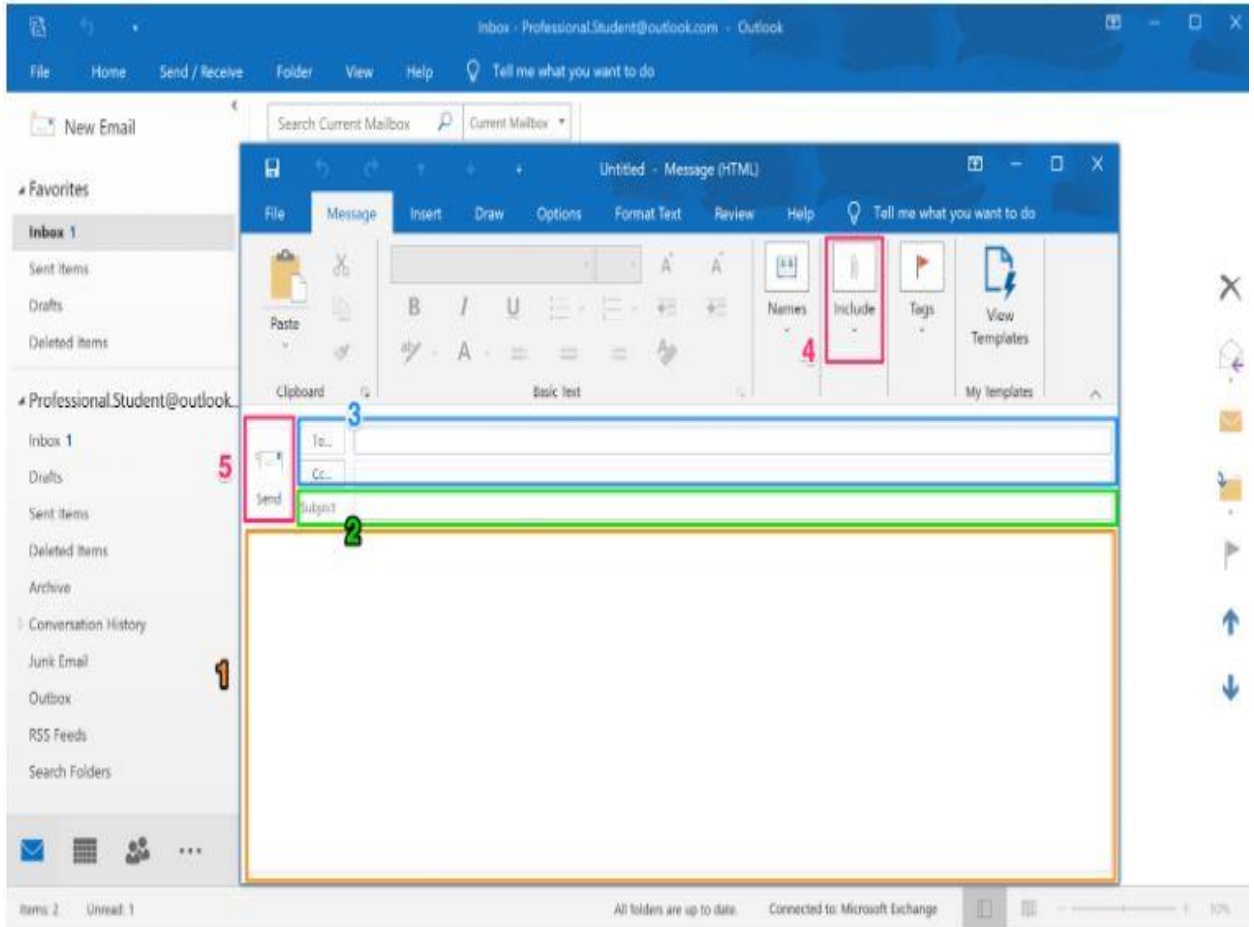 Inbox - Professional.Student@outlook.com - Outlook
File Home Send / Receive Folder View Help Tell me what you want to do
New Email
Search Current Mailbox Current Mailbox
Favorites
Inbox 1
Sent Items
Drafts
Deleted Items
Professional.Student@outlook...
Inbox 1
Drafts
Sent Items
Deleted Items
Archive
Conversation History
Junk Email
Outbox
RSS Feeds
Search Folders
Untitled - Message (HTML)
File Message Insert Draw Options Format Text Review Help Tell me what you want to do
Paste
B I U
A A
aby A
Names Include Tags View Templates
Clipboard Basic Text My Templates
4
3
To...
5
Cc...
Send
Subject
2
1
Items: 2 Unread: 1 All folders are up to date. Connected to: Microsoft Exchange 10%